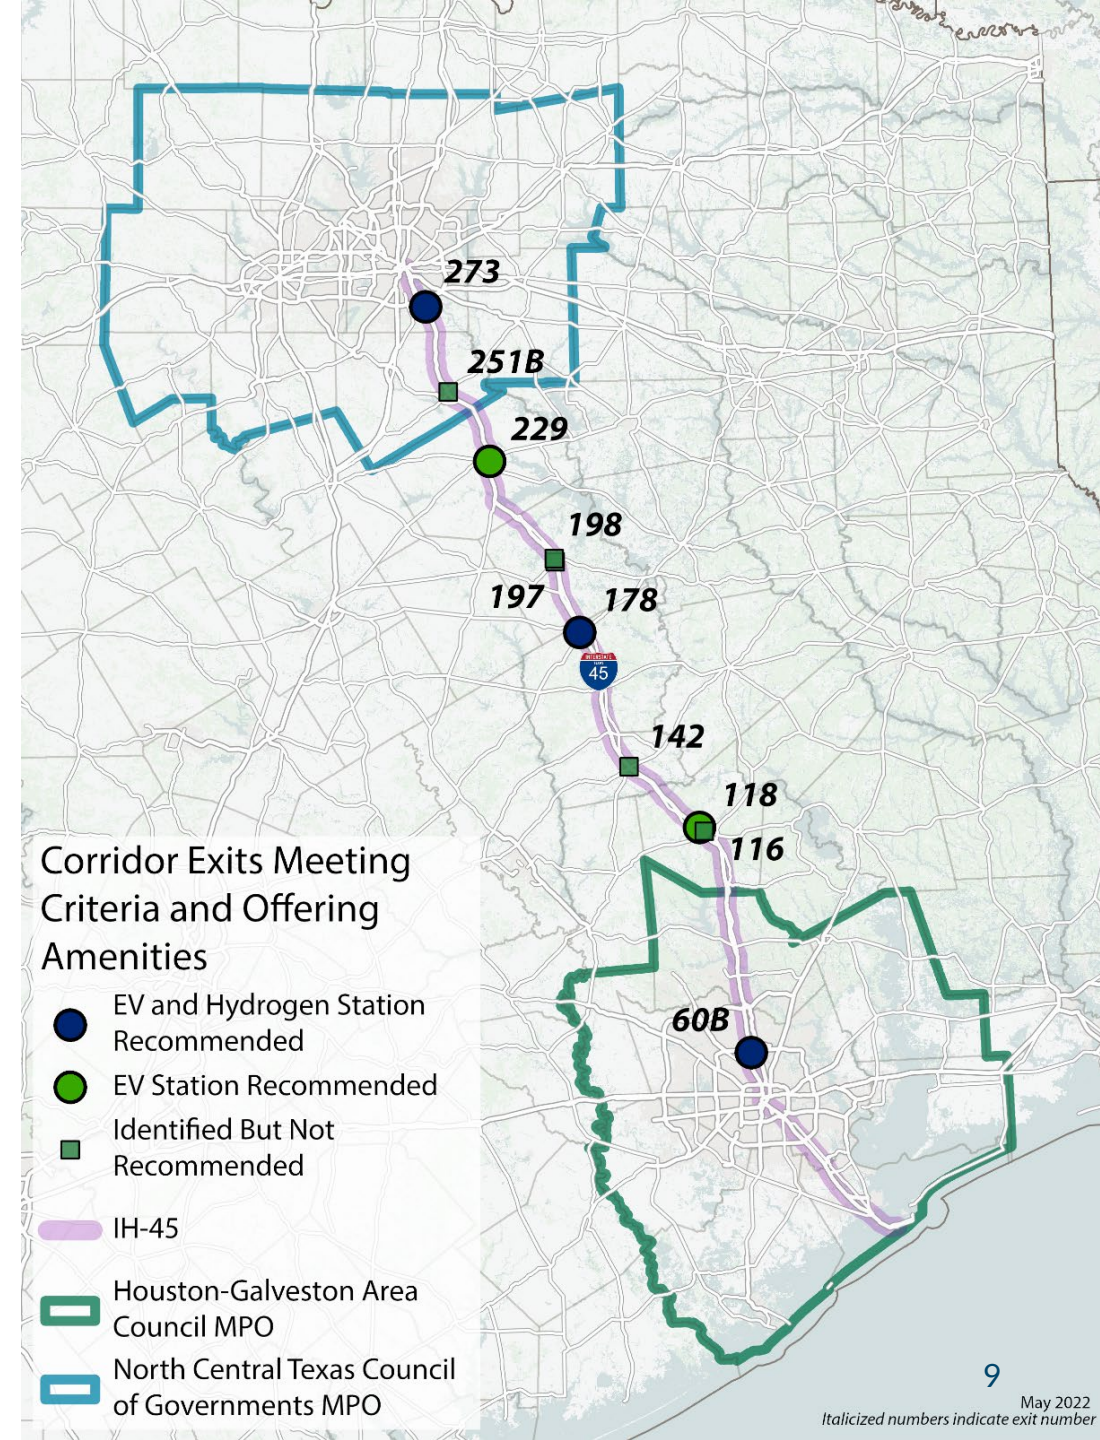 273
251B
229
198
197
178
INTERSTATE
TEXAS
45
142
118
116
60B
Corridor Exits Meeting
Criteria and Offering
Amenities
EV and Hydrogen Station
Recommended
EV Station Recommended
Identified But Not
Recommended
IH-45
Houston-Galveston Area
Council MPO
North Central Texas Council
of Governments MPO
9
May 2022
Italicized numbers indicate exit number